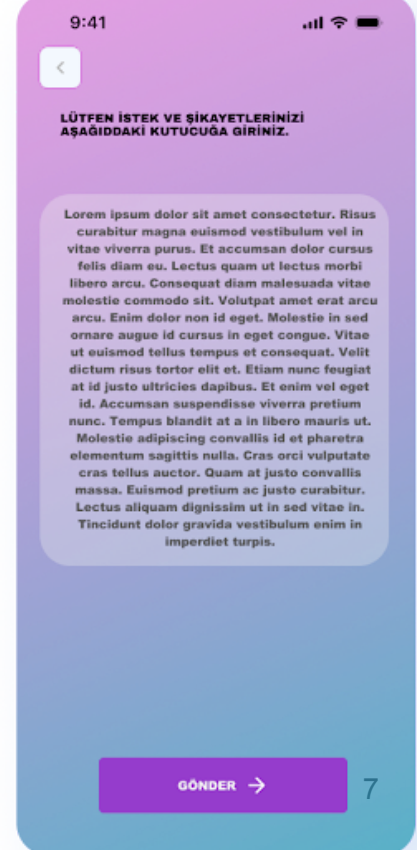 9:41
LÜTFEN İSTEK VE ŞİKAYETLERİNİZİ
AŞAĞIDDAKİ KUTUCUĞA GİRİNİZ.
Lorem ipsum dolor sit amet consectetur. Risus
curabitur magna euismod vestibulum vel in
vitae viverra purus. Et accumsan dolor cursus
felis diam eu. Lectus quam ut lectus morbi
libero arcu. Consequat diam malesuada vitae
molestie commodo sit. Volutpat amet erat arcu
arcu. Enim dolor non id eget. Molestie in sed
ornare augue id cursus in eget congue. Vitae
ut euismod tellus tempus et consequat. Velit
dictum risus tortor elit et. Etiam nunc feugiat
at id justo ultricies dapibus. Et enim vel eget
id. Accumsan suspendisse viverra pretium
nunc. Tempus blandit at a in libero mauris ut.
Molestie adipiscing convallis id et pharetra
elementum sagittis nulla. Cras orci vulputate
cras tellus auctor. Quam at justo convallis
massa. Euismod pretium ac justo curabitur.
Lectus aliquam dignissim ut in sed vitae in.
Tincidunt dolor gravida vestibulum enim in
imperdiet turpis.
GÖNDER
7